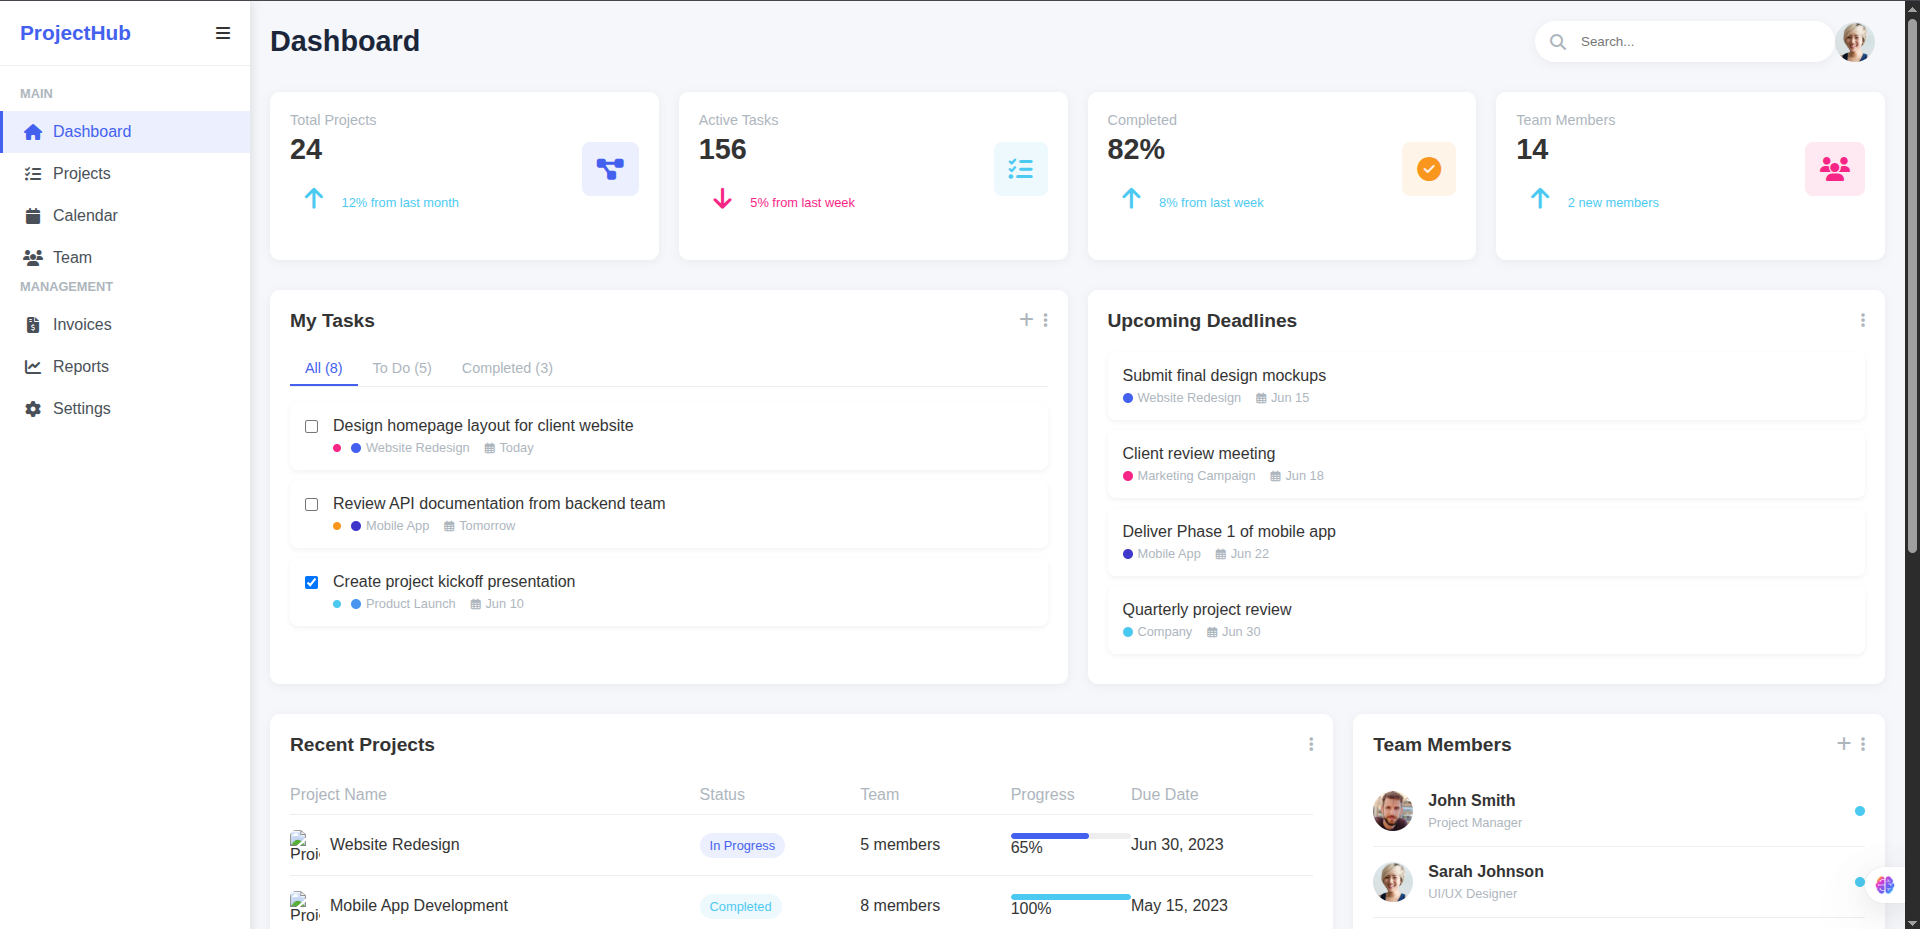 ProjectHub
MAIN
Dashboard
Projects
Calendar
Team
MANAGEMENT
Invoices
Reports
Settings
Dashboard
Search...
Total Projects
24
12% from last month
Active Tasks
156
5% from last week
Completed
82%
8% from last week
Team Members
14
2 new members
My Tasks
All (8) To Do (5) Completed (3)
Design homepage layout for client website
Website Redesign Today
Review API documentation from backend team
Mobile App Tomorrow
Create project kickoff presentation
Product Launch Jun 10
Upcoming Deadlines
Submit final design mockups
Website Redesign Jun 15
Client review meeting
Marketing Campaign Jun 18
Deliver Phase 1 of mobile app
Mobile App Jun 22
Quarterly project review
Company Jun 30
Recent Projects
Project Name Status Team Progress Due Date
Proj Website Redesign In Progress 5 members 65% Jun 30, 2023
Proj Mobile App Development Completed 8 members 100% May 15, 2023
Team Members
John Smith
Project Manager
Sarah Johnson
UI/UX Designer